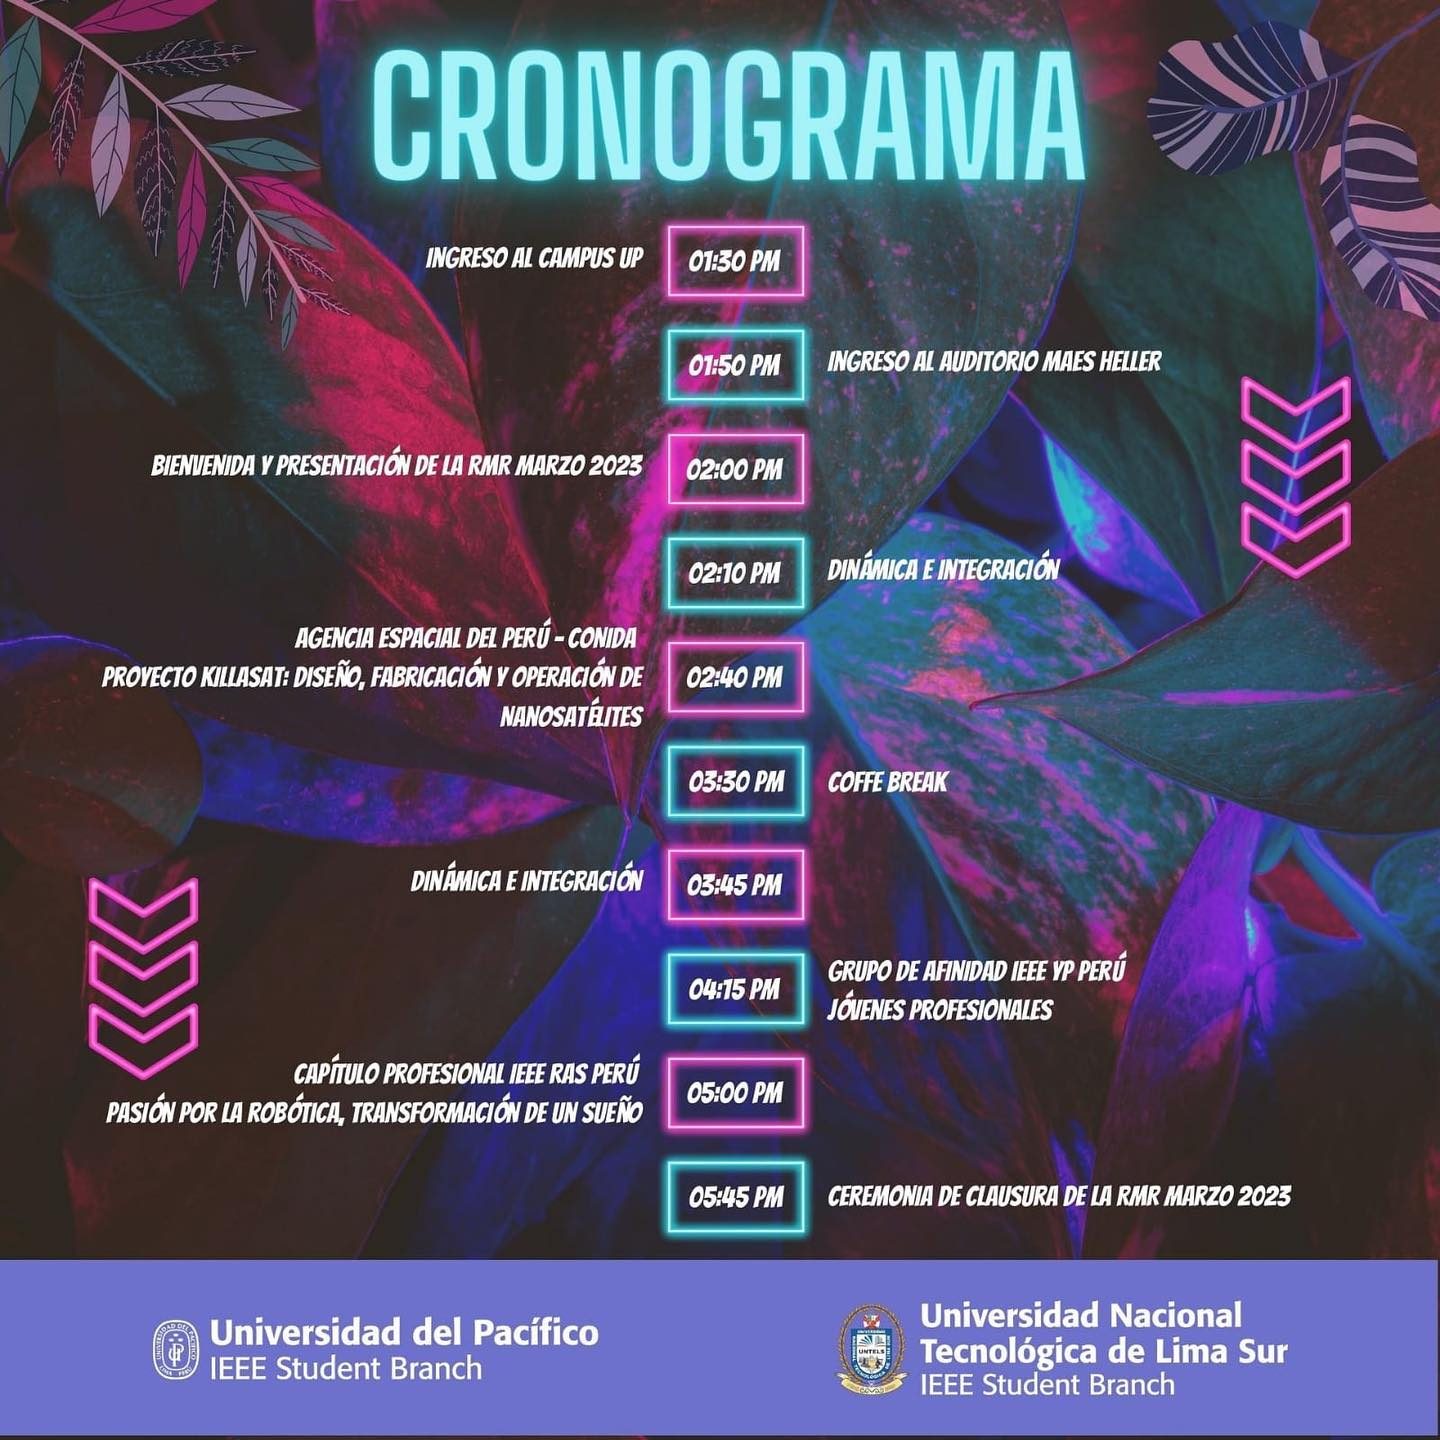 CRONOGRAMA
INGRESO AL CAMPUS UP
01:30 PM
01:50 PM
INGRESO AL AUDITORIO MAES HELLER
BIENVENIDA Y PRESENTACIÓN DE LA RMR MARZO 2023
02:00 PM
02:10 PM
DINÁMICA E INTEGRACIÓN
AGENCIA ESPACIAL DEL PERÚ - CONIDA
PROYECTO KILLASAT: DISEÑO, FABRICACIÓN Y OPERACIÓN DE
NANOSATÉLITES
02:40 PM
03:30 PM
COFFE BREAK
DINÁMICA E INTEGRACIÓN
03:45 PM
04:15 PM
GRUPO DE AFINIDAD IEEE YP PERÚ
JÓVENES PROFESIONALES
CAPÍTULO PROFESIONAL IEEE RAS PERÚ
PASIÓN POR LA ROBÓTICA, TRANSFORMACIÓN DE UN SUEÑO
05:00 PM
05:45 PM
CEREMONIA DE CLAUSURA DE LA RMR MARZO 2023
Universidad del Pacífico
IEEE Student Branch
UNTELS
Universidad Nacional
Tecnológica de Lima Sur
IEEE Student Branch